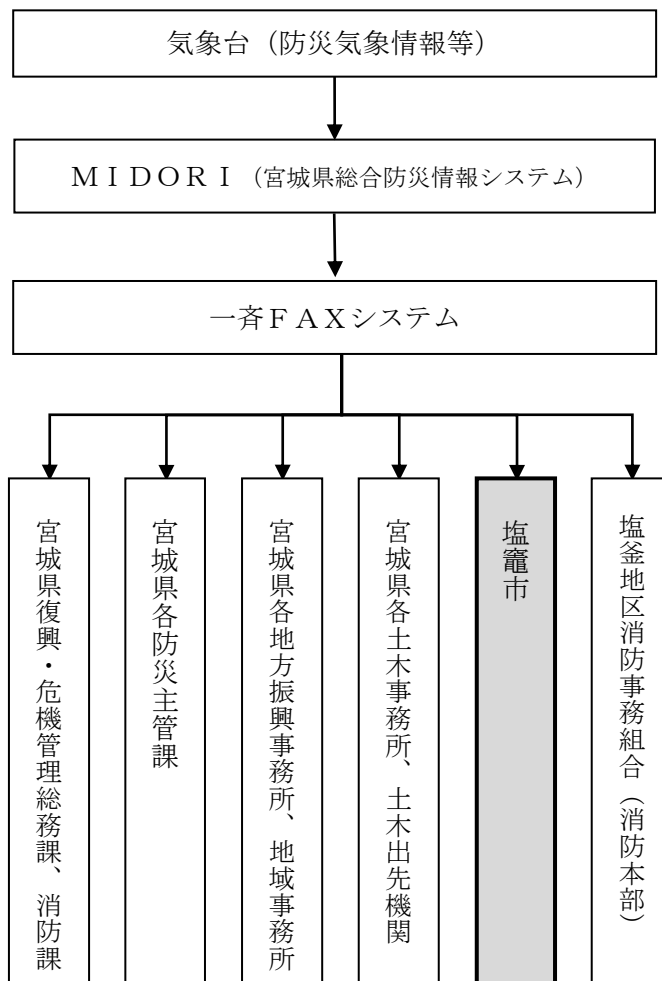 気象台（防災気象情報等）
ＭＩＤＯＲＩ（宮城県総合防災情報システム）
一斉ＦＡＸシステム
宮城県復興・危機管理総務課、消防課
宮城県各防災主管課
宮城県各地方振興事務所、地域事務所
宮城県各土木事務所、土木出先機関
塩竈市
塩釜地区消防事務組合（消防本部）